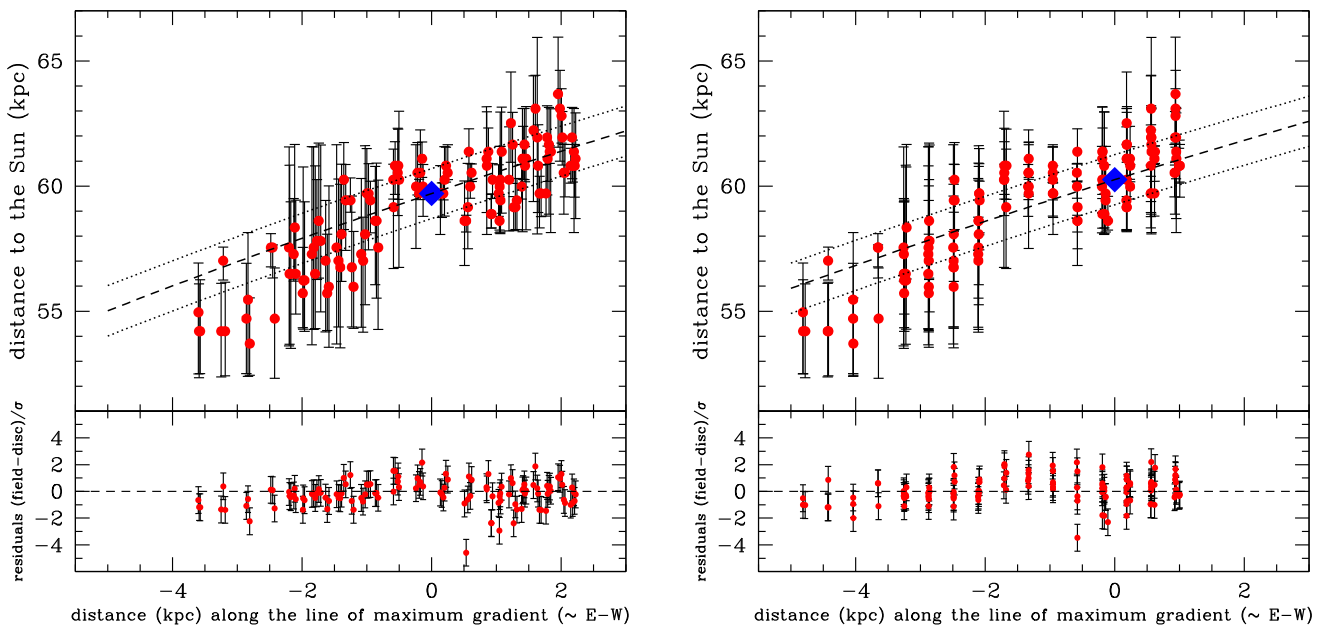 distance to the Sun (kpc)
65
60
55
residuals (field−disc)/σ
4
2
0
−2
−4
−4 −2 0 2
distance (kpc) along the line of maximum gradient (~ E−W)
distance to the Sun (kpc)
65
60
55
residuals (field−disc)/σ
4
2
0
−2
−4
−4 −2 0 2
distance (kpc) along the line of maximum gradient (~ E−W)